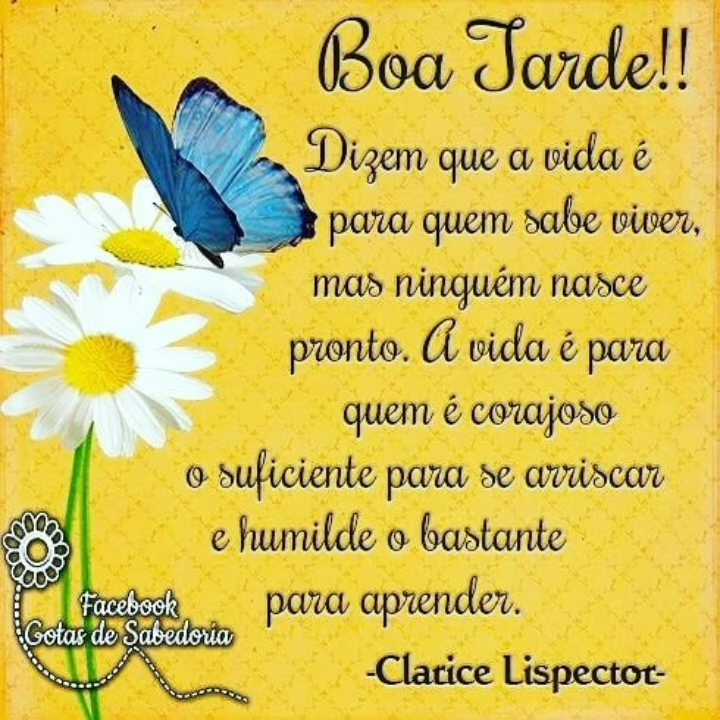 Boa Tarde!!
Dizem que a vida é
para quem sabe viver,
mas ninguém nasce
pronto. A vida é para
quem é corajoso
o suficiente para se arriscar
e humilde o bastante
para aprender.
-Clarice Lispector-
Facebook
Gotas de Sabedoria